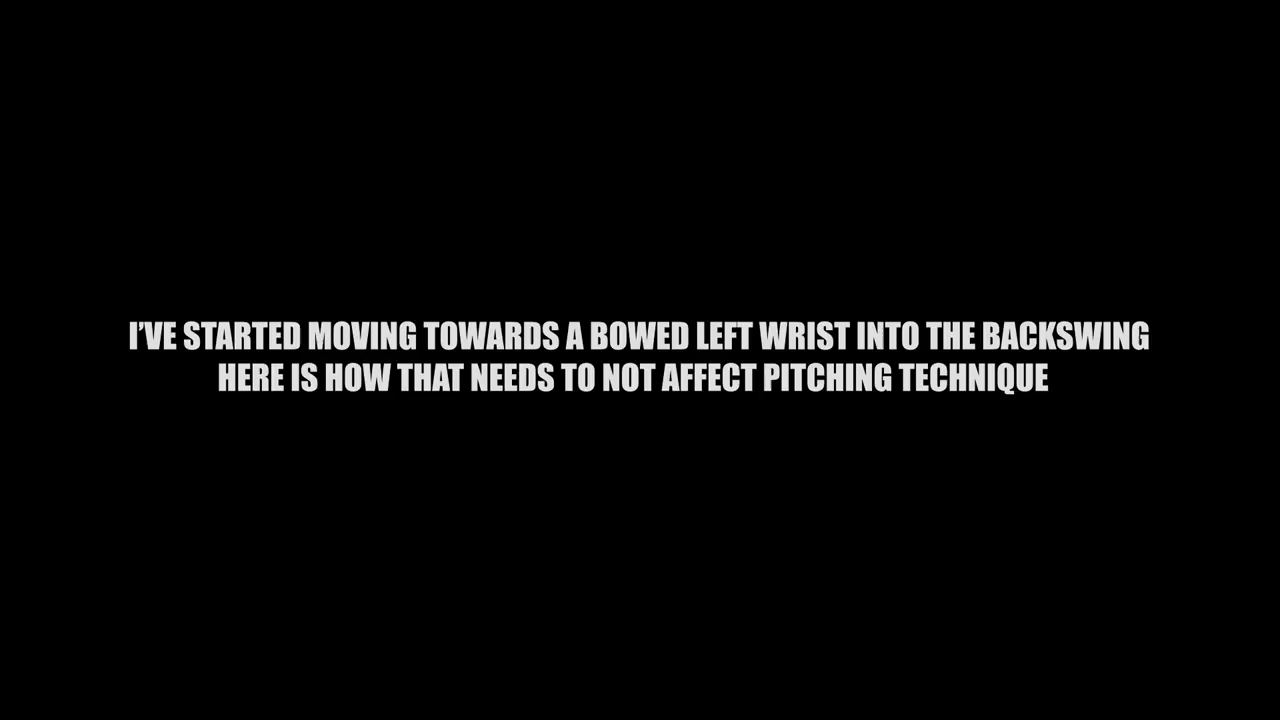 I'VE STARTED MOVING TOWARDS A BOWED LEFT WRIST INTO THE BACKSWING
HERE IS HOW THAT NEEDS TO NOT AFFECT PITCHING TECHNIQUE